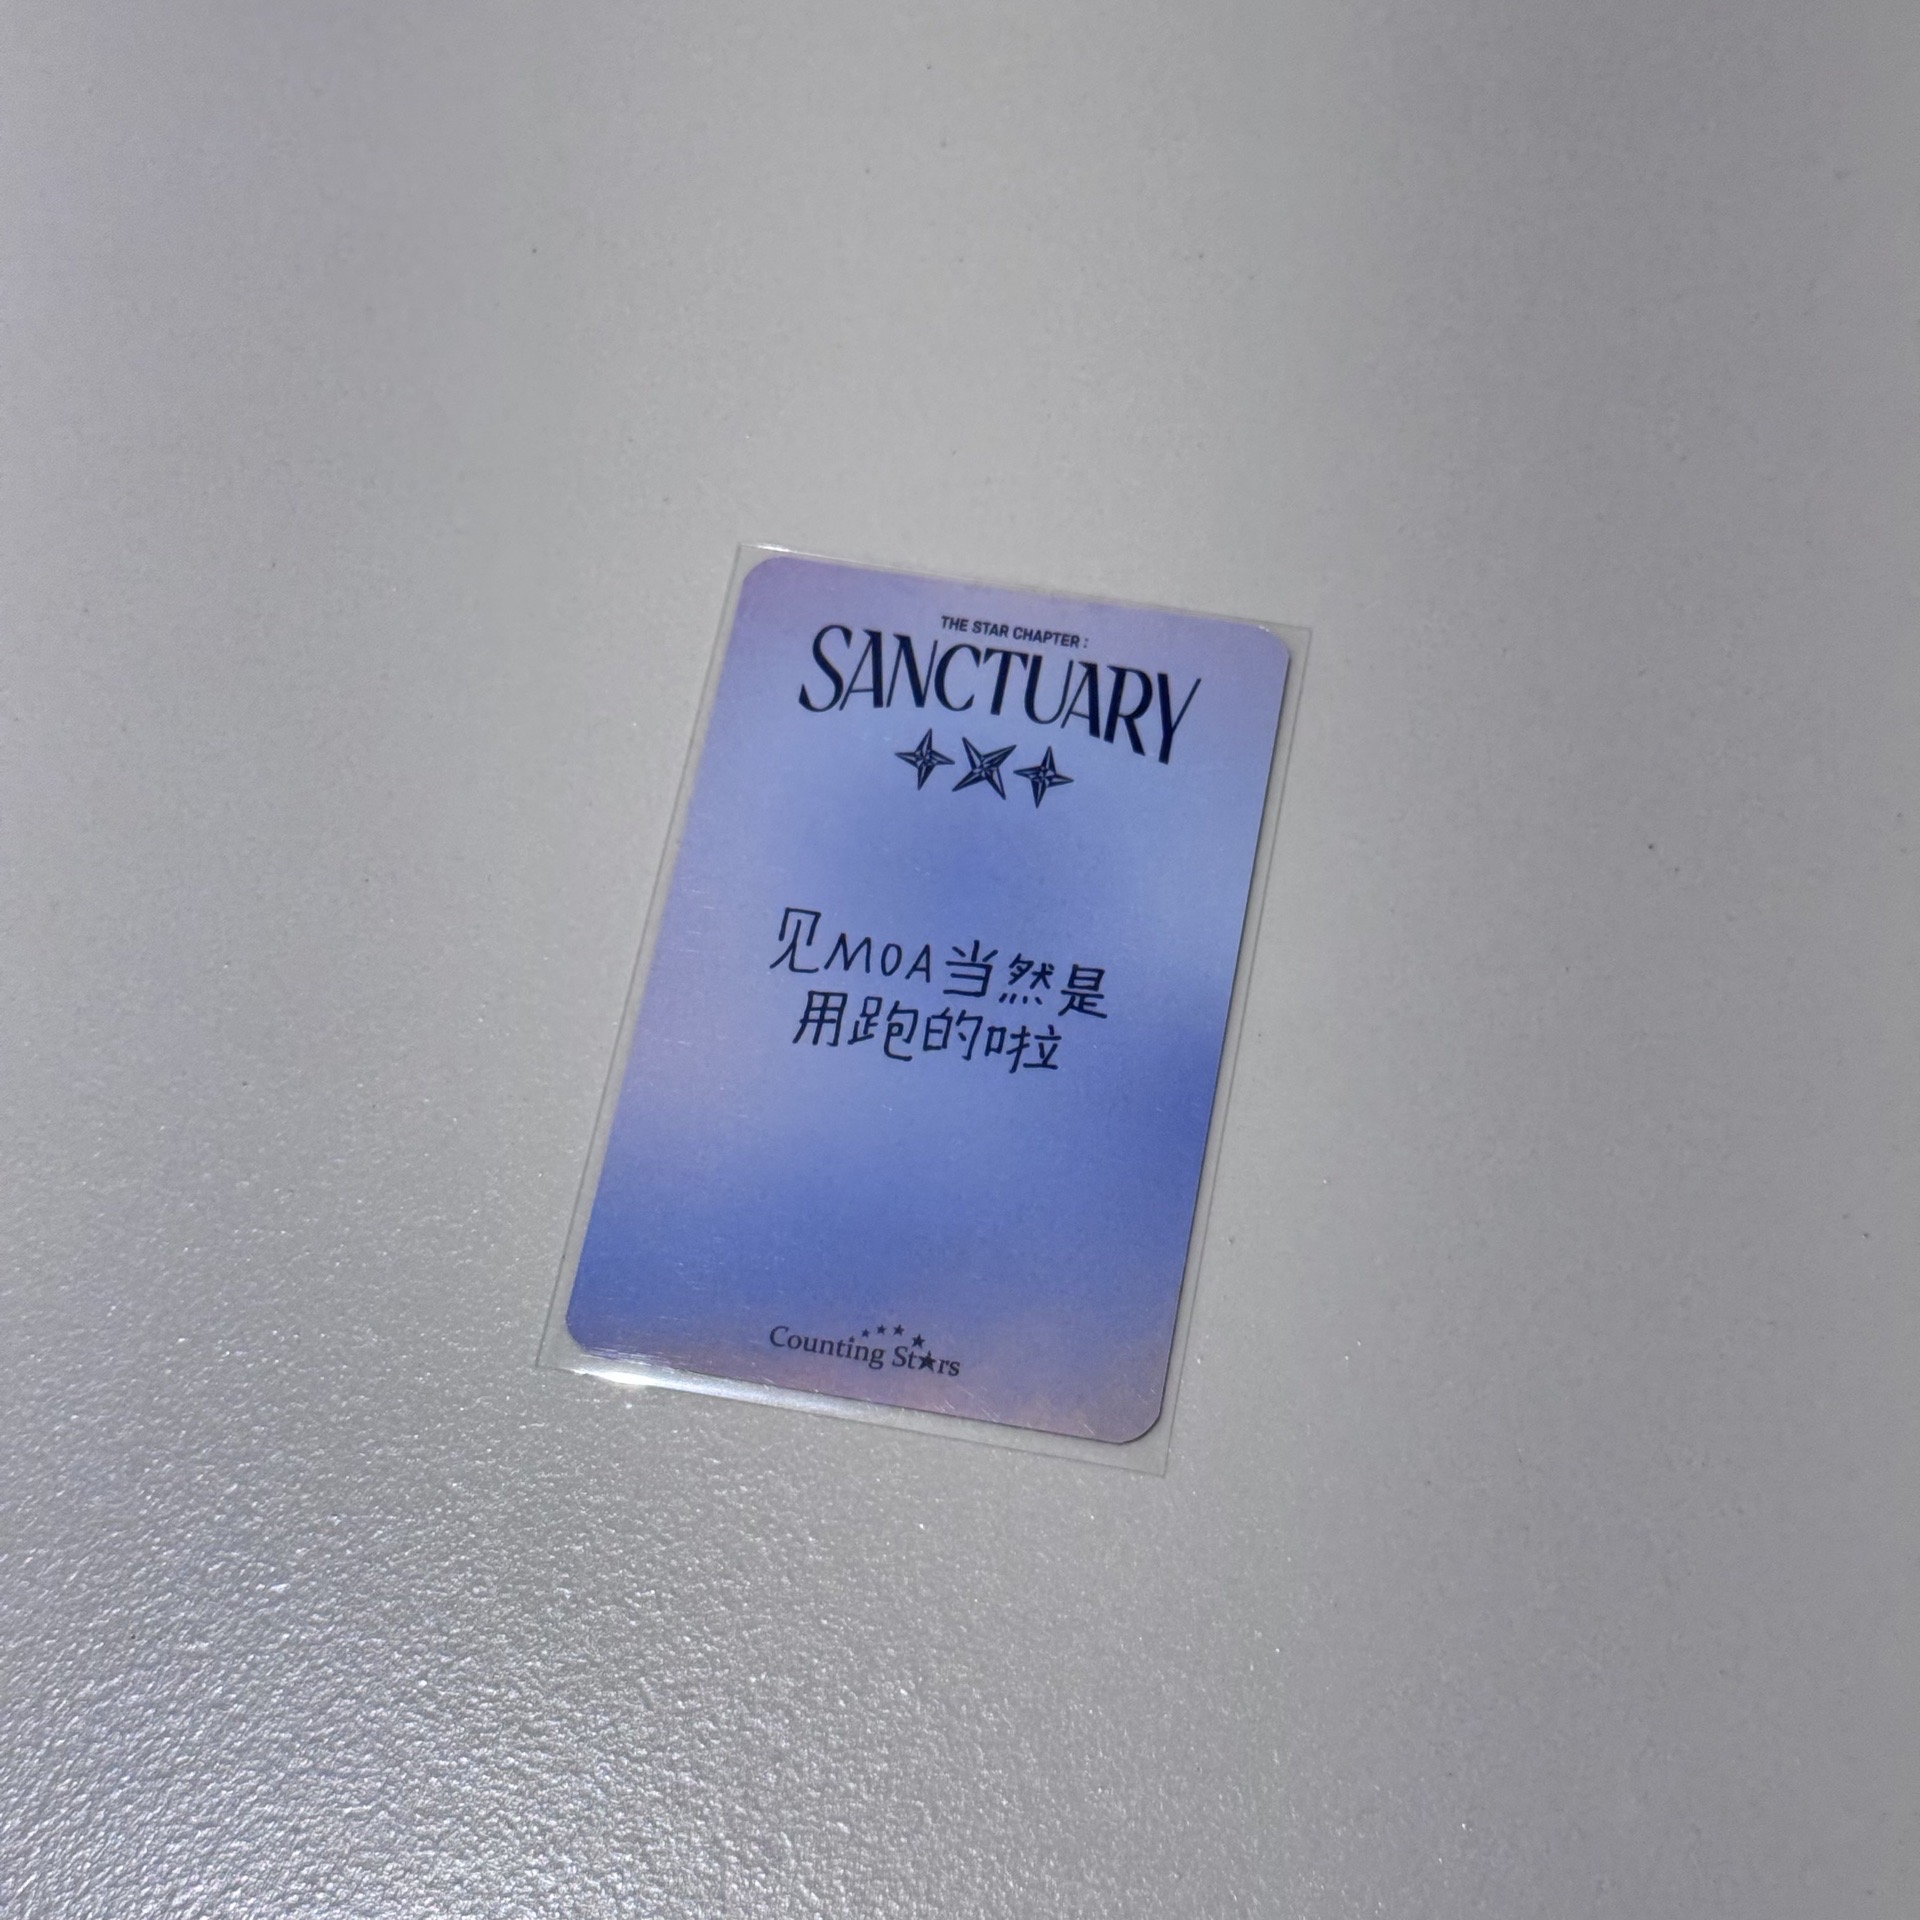 THE STAR CHAPTER :
SANCTUARY
见MOA当然是
用跑的啦
Counting Stars